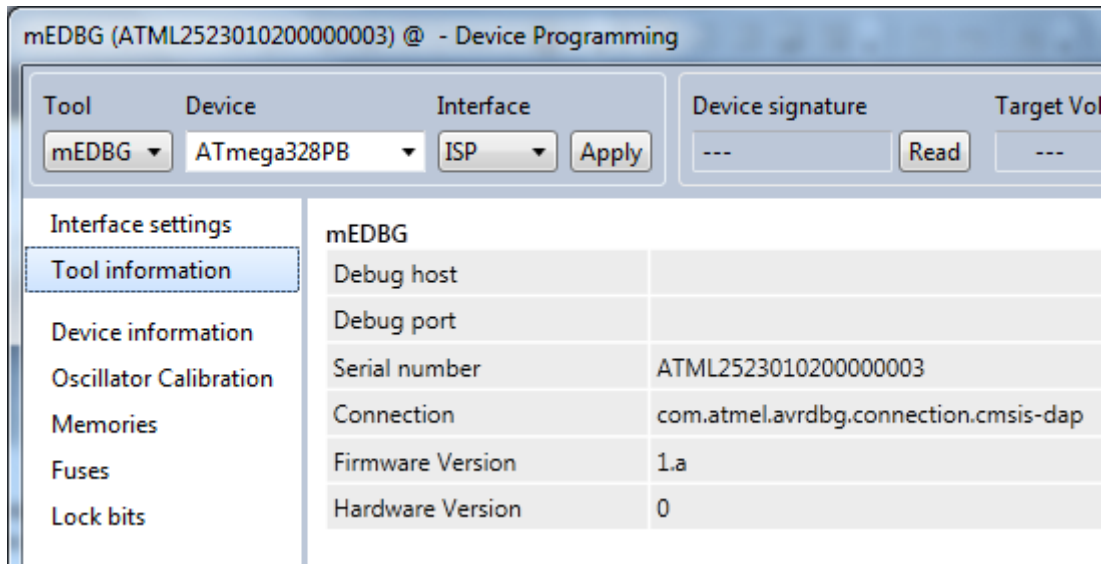 mEDBG (ATML2523010200000003) @ - Device Programming
Tool Device Interface Device signature Target Vol
mEDBG ATmega328PB ISP Apply --- Read ---
Interface settings
Tool information
Device information
Oscillator Calibration
Memories
Fuses
Lock bits
mEDBG
Debug host
Debug port
Serial number ATML2523010200000003
Connection com.atmel.avrdbg.connection.cmsis-dap
Firmware Version 1.a
Hardware Version 0